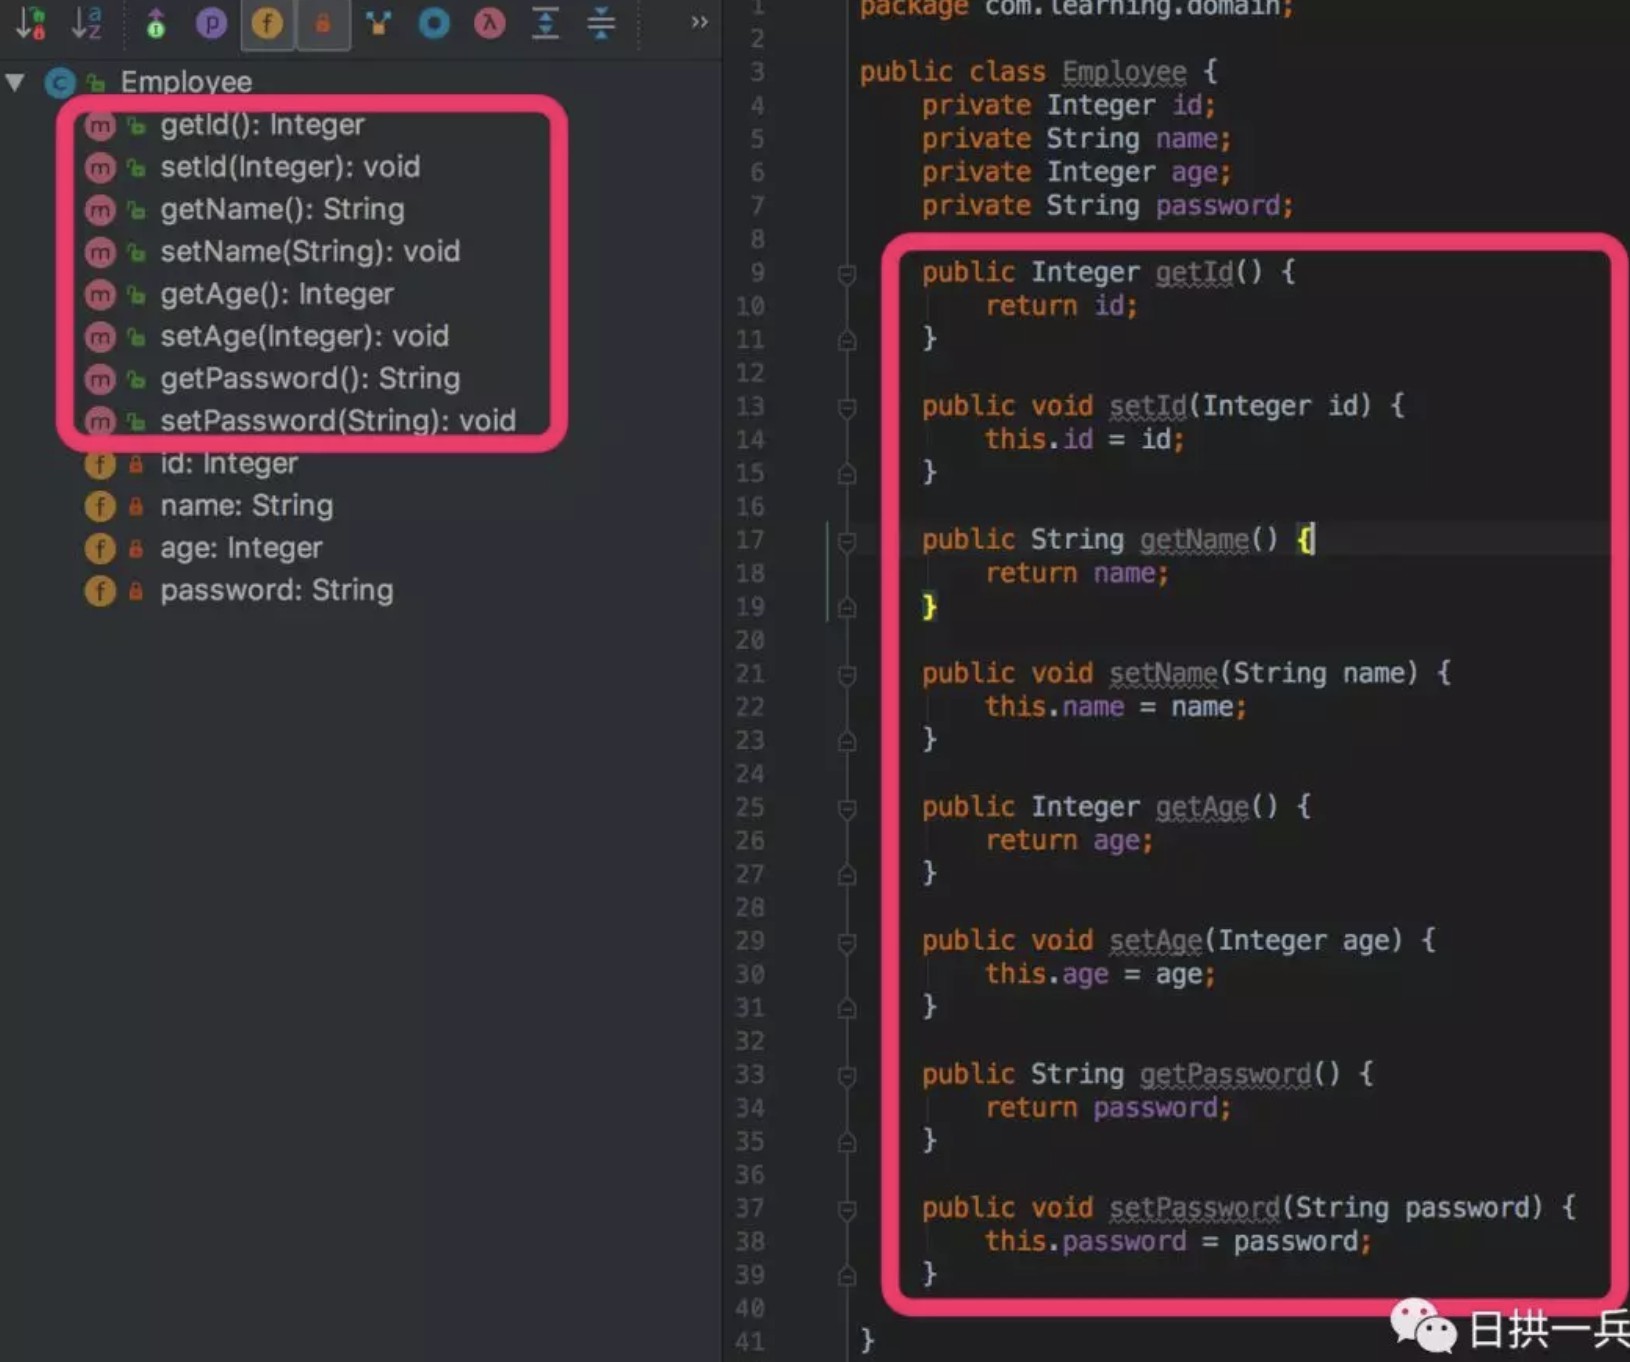 Employee
getId(): Integer
setId(Integer): void
getName(): String
setName(String): void
getAge(): Integer
setAge(Integer): void
getPassword(): String
setPassword(String): void
id: Integer
name: String
age: Integer
password: String
1 package com.learning.domain;
2
3 public class Employee {
4 private Integer id;
5 private String name;
6 private Integer age;
7 private String password;
8
9 public Integer getId() {
10 return id;
11 }
12
13 public void setId(Integer id) {
14 this.id = id;
15 }
16
17 public String getName() {
18 return name;
19 }
20
21 public void setName(String name) {
22 this.name = name;
23 }
24
25 public Integer getAge() {
26 return age;
27 }
28
29 public void setAge(Integer age) {
30 this.age = age;
31 }
32
33 public String getPassword() {
34 return password;
35 }
36
37 public void setPassword(String password) {
38 this.password = password;
39 }
40
41 }
日拱一兵